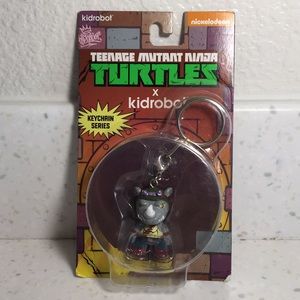 kidrobot
nickelodeon
TEENAGE MUTANT NINJA
TURTLES
x
kidrobot
KEYCHAIN
SERIES